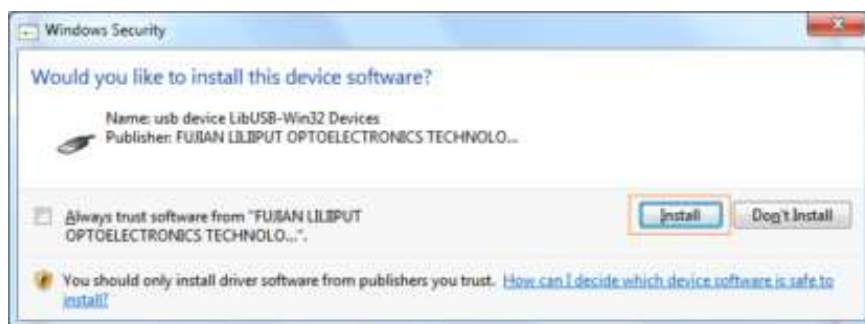 Windows Security
Would you like to install this device software?
Name: usb device LibUSB-Win32 Devices
Publisher: FUJIAN LILLIPUT OPTOELECTRONICS TECHNOLO...
Always trust software from "FUJIAN LILLIPUT
OPTOELECTRONICS TECHNOLO...".
Install
Don't Install
You should only install driver software from publishers you trust. How can I decide which device software is safe to
install?